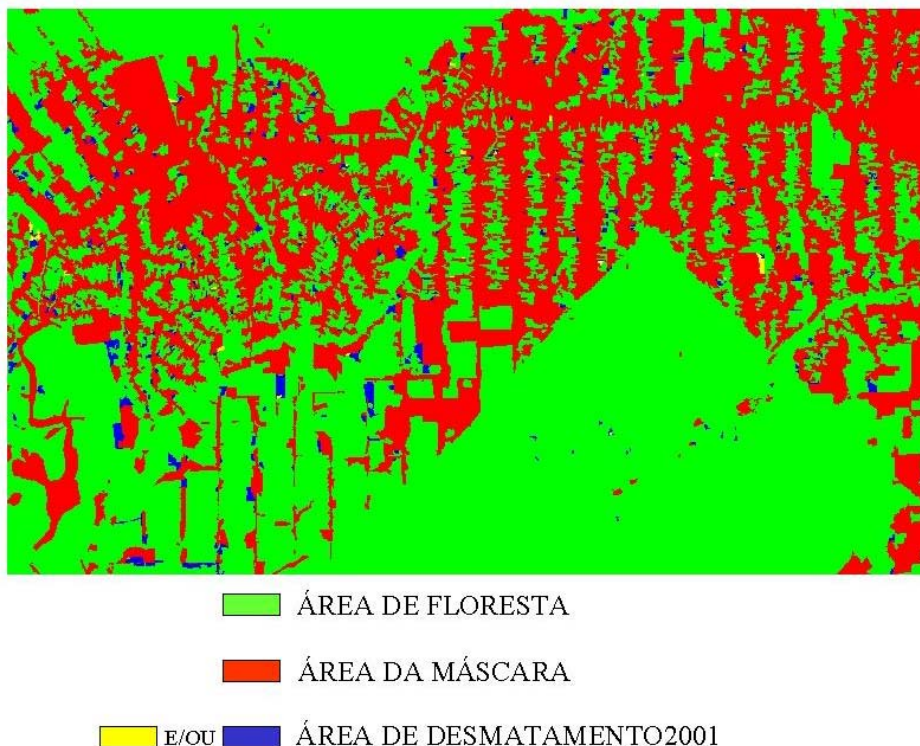 ÁREA DE FLORESTA
ÁREA DA MÁSCARA
E/OU ÁREA DE DESMATAMENTO2001